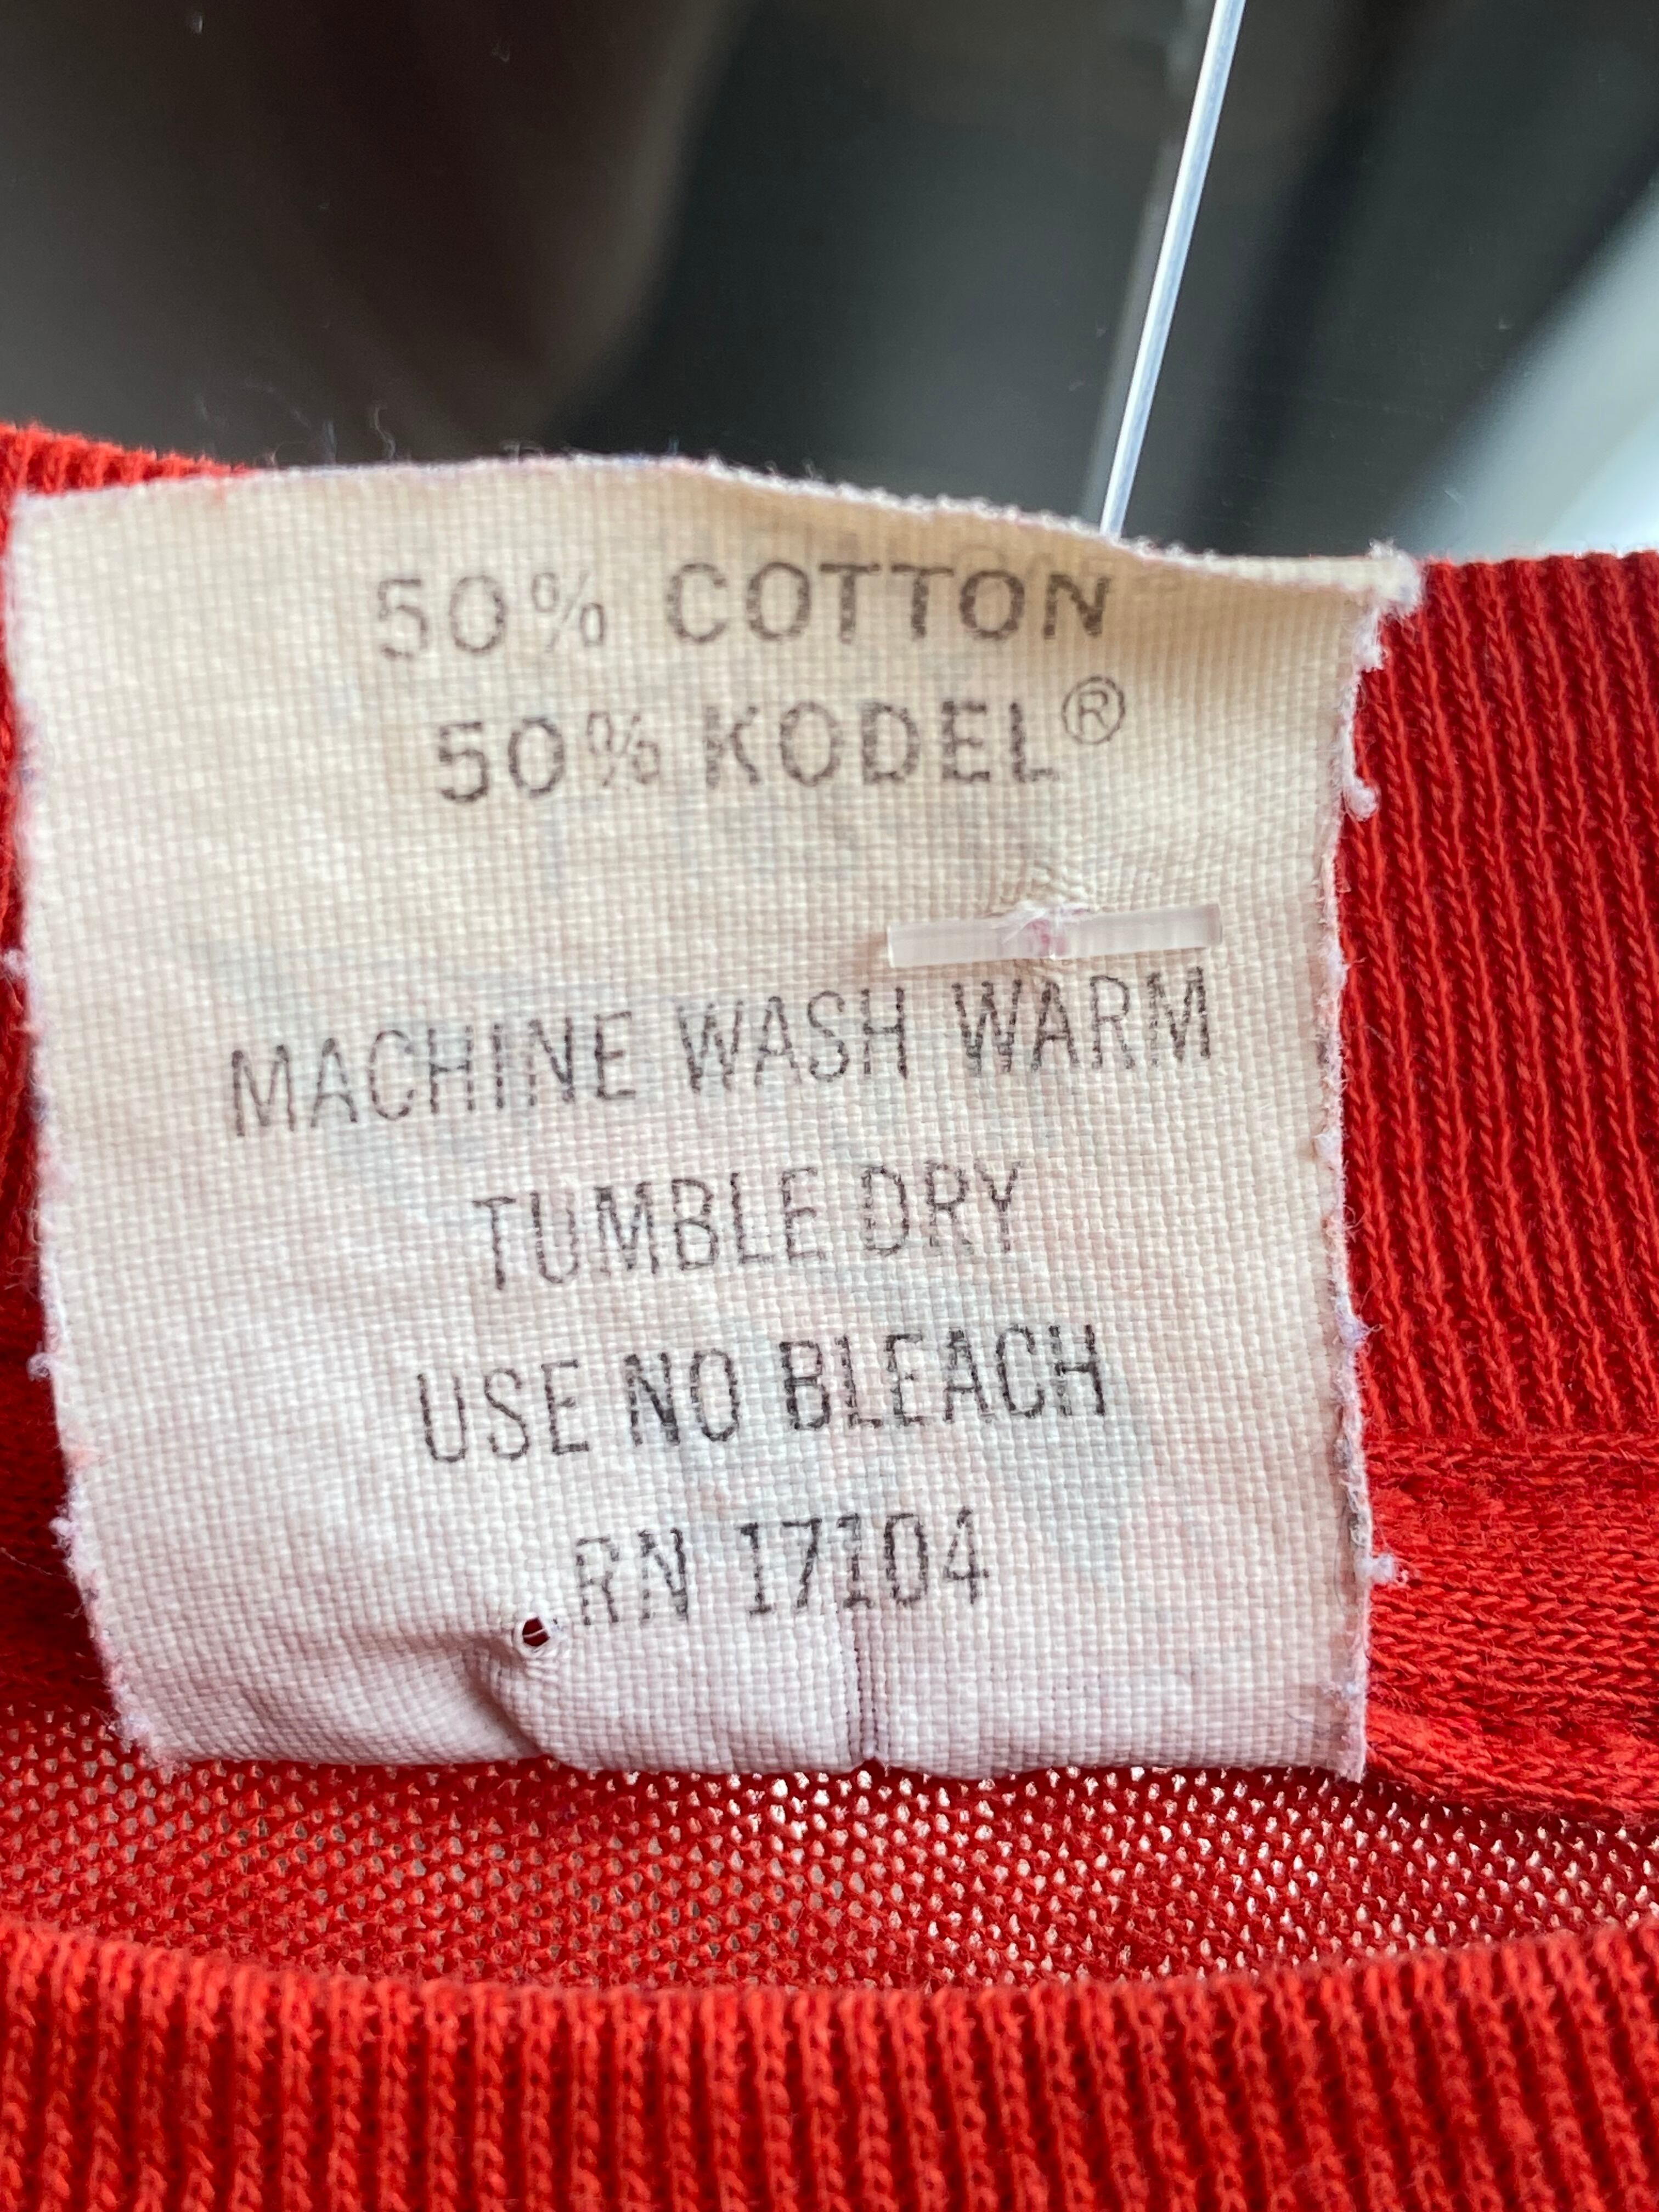 50% COTTON
50% KODEL®
MACHINE WASH WARM
TUMBLE DRY
USE NO BLEACH
RN 17104